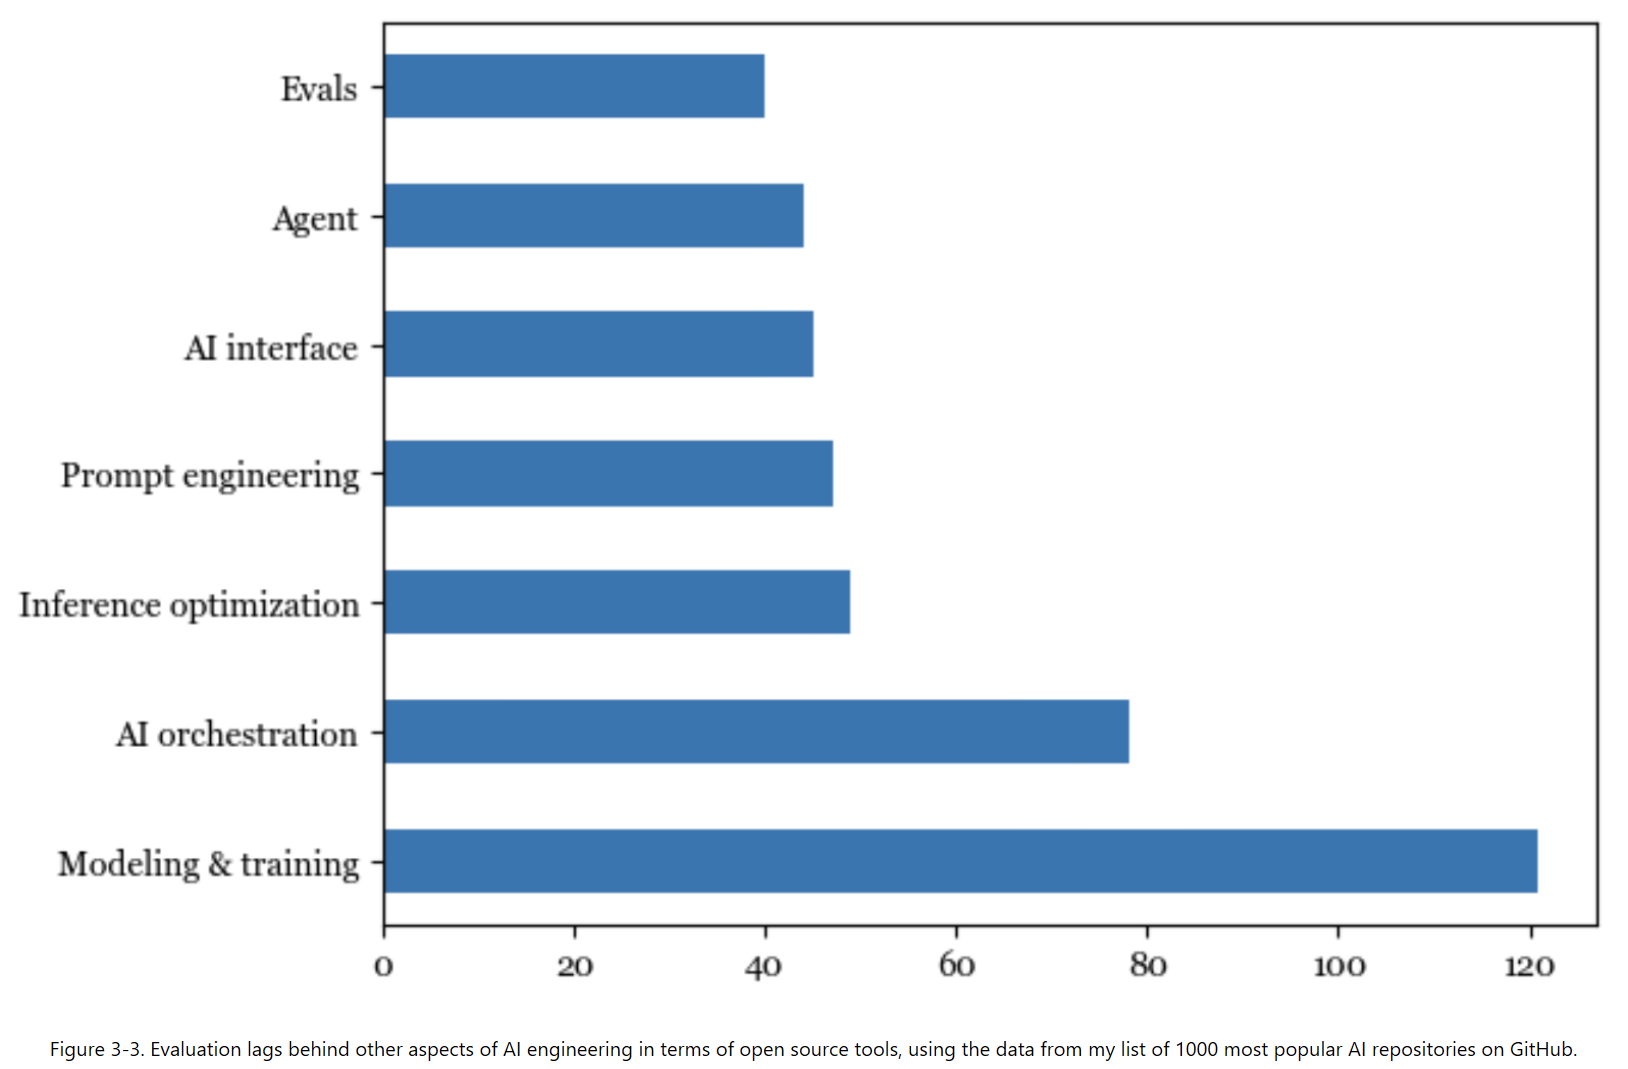 Evals
Agent
AI interface
Prompt engineering
Inference optimization
AI orchestration
Modeling & training
0 20 40 60 80 100 120
Figure 3-3. Evaluation lags behind other aspects of AI engineering in terms of open source tools, using the data from my list of 1000 most popular AI repositories on GitHub.